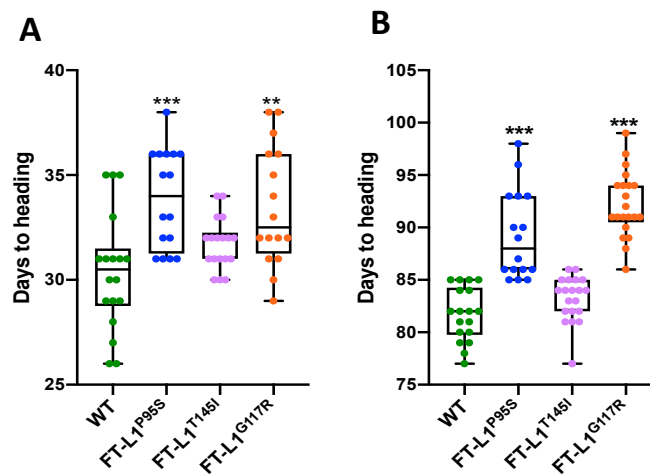 A
Days to heading
40
35
30
25
***
**
WT
FT-L1P95S
FT-L1T145I
FT-L1G117R
B
Days to heading
105
100
95
90
85
80
75
***
***
WT
FT-L1P95S
FT-L1T145I
FT-L1G117R